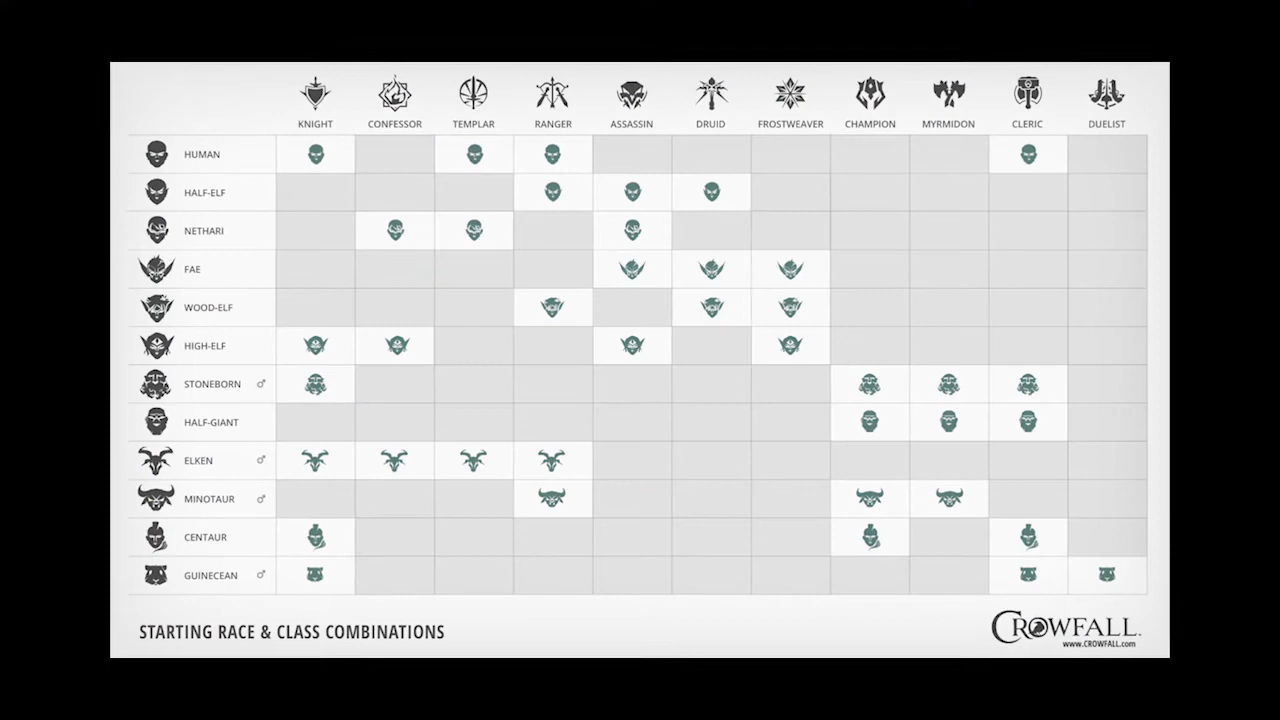 KNIGHT CONFESSOR TEMPLAR RANGER ASSASSIN DRUID FROSTWEAVER CHAMPION MYRMIDON CLERIC DUELIST
HUMAN
HALF-ELF
NETHARI
FAE
WOOD-ELF
HIGH-ELF
STONEBORN ♂
HALF-GIANT
ELKEN ♂
MINOTAUR ♂
CENTAUR
GUINECEAN ♂
STARTING RACE & CLASS COMBINATIONS
CROWFALL.
www.CROWFALL.com